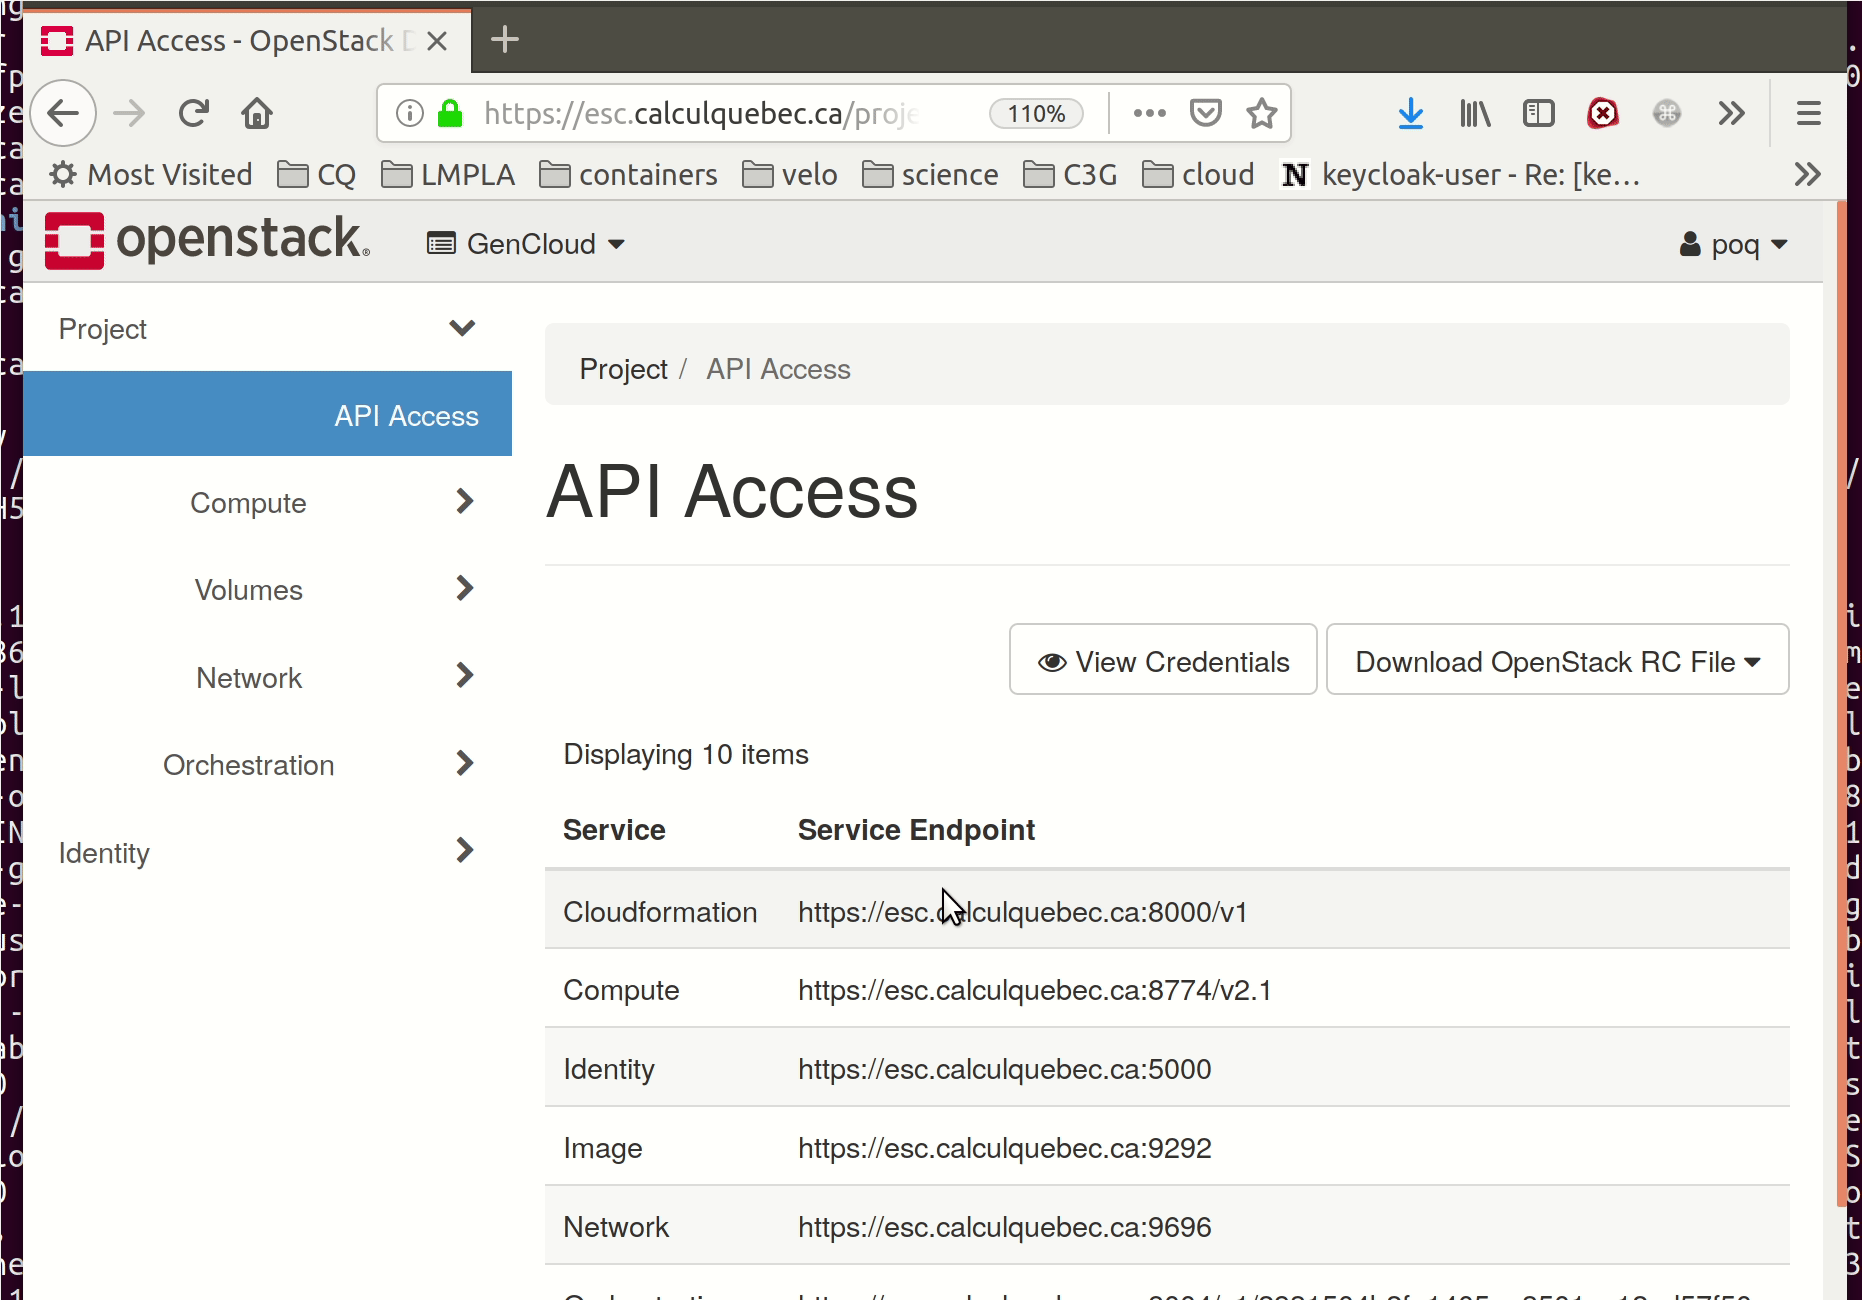 API Access - OpenStack
https://esc.calculquebec.ca/proje
110%
Most Visited
CQ
LMPLA
containers
velo
science
C3G
cloud
N
keycloak-user - Re: [ke…
openstack.
GenCloud
poq
Project
API Access
Compute
Volumes
Network
Orchestration
Identity
Project / API Access
API Access
View Credentials
Download OpenStack RC File
Displaying 10 items
Service Service Endpoint
Cloudformation https://esc.calculquebec.ca:8000/v1
Compute https://esc.calculquebec.ca:8774/v2.1
Identity https://esc.calculquebec.ca:5000
Image https://esc.calculquebec.ca:9292
Network https://esc.calculquebec.ca:9696